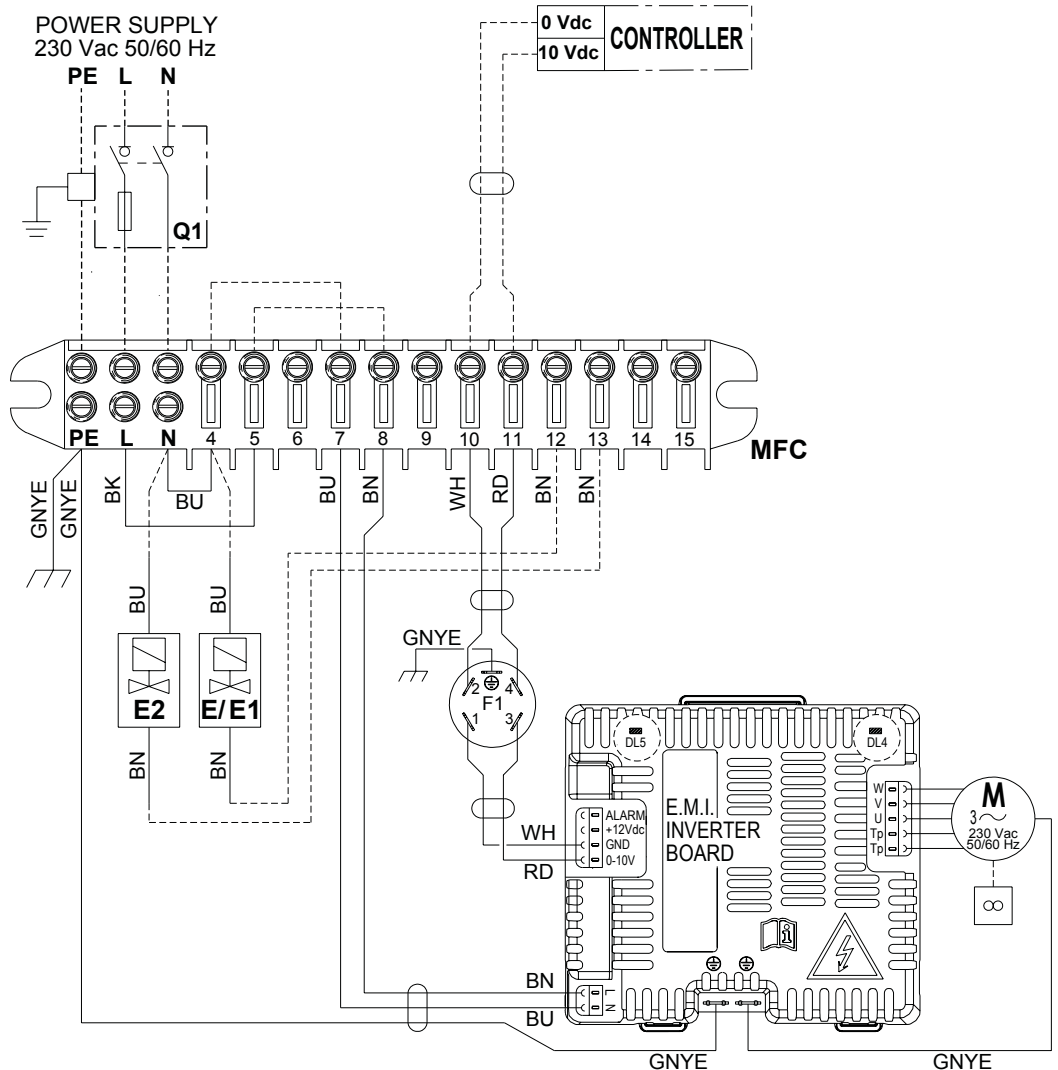 POWER SUPPLY
230 Vac 50/60 Hz
PE L N
0 Vdc
10 Vdc
CONTROLLER
Q1
PE L N 4 5 6 7 8 9 10 11 12 13 14 15
MFC
GNYE
GNYE
BK
BU
BU
BN
WH
RD
BN
BN
BU
BU
E2
E/E1
BN
BN
GNYE
2 4
F1
1 3
DL5
DL4
ALARM
+12Vdc
GND
0-10V
WH
RD
E.M.I.
INVERTER
BOARD
W
V
U
Tp
Tp
M
3
230 Vac
50/60 Hz
i
BN
BU
L
N
GNYE
GNYE